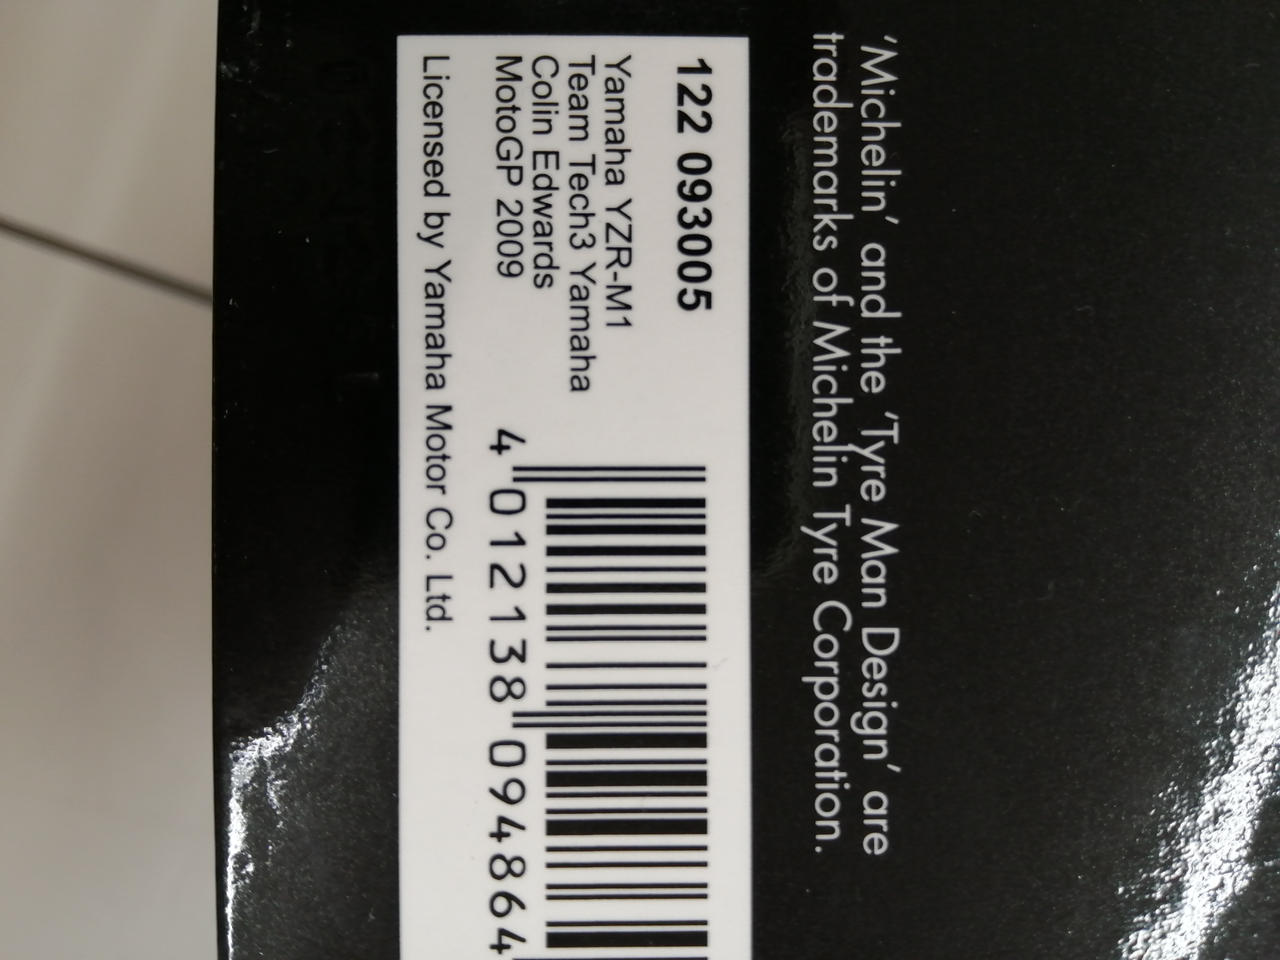 'Michelin' and the 'Tyre Man Design' are
trademarks of Michelin Tyre Corporation.
122 093005
Yamaha YZR-M1
Team Tech3 Yamaha
Colin Edwards
MotoGP 2009
4 012138 094864
Licensed by Yamaha Motor Co. Ltd.